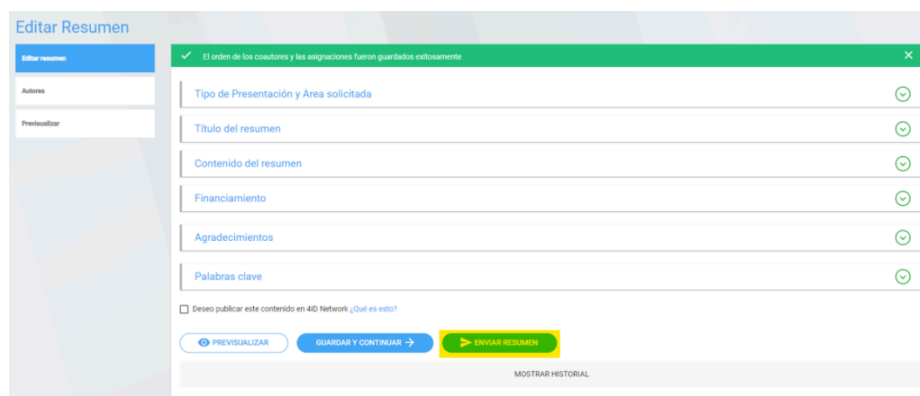 Editar Resumen
Editar resumen
Autores
Previsualizar
El orden de los coautores y las asignaciones fueron guardados exitosamente
Tipo de Presentación y Area solicitada
Título del resumen
Contenido del resumen
Financiamiento
Agradecimientos
Palabras clave
Deseo publicar este contenido en 4ID Network ¿Qué es esto?
PREVISUALIZAR
GUARDAR Y CONTINUAR
ENVIAR RESUMEN
MOSTRAR HISTORIAL